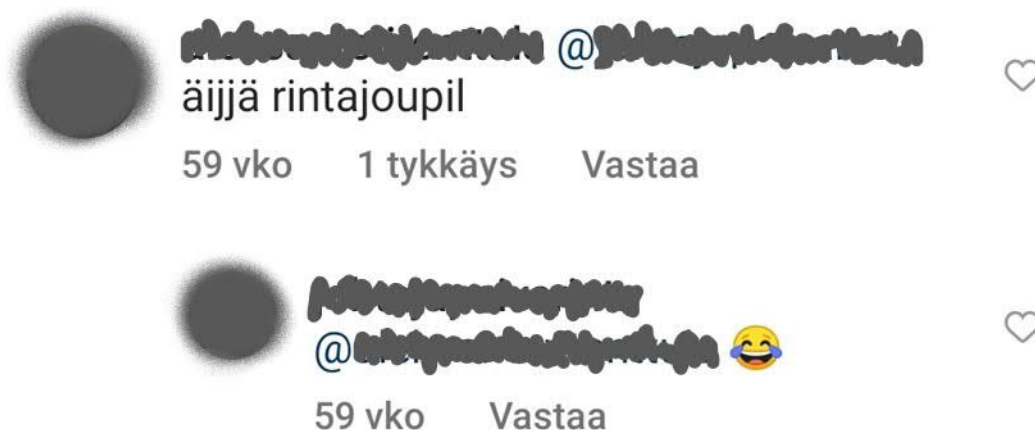 @
äijjä rintajoupil
59 vko 1 tykkäys Vastaa
@ 😂
59 vko Vastaa